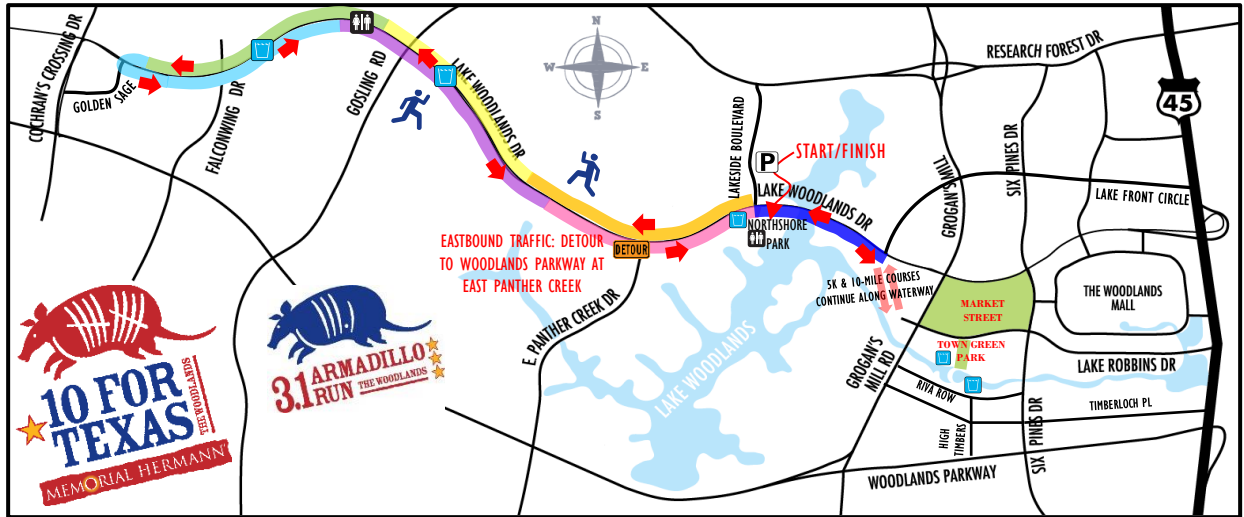 COCHRAN'S CROSSING DR
GOLDEN SAGE
FALCONWING DR
GOSLING RD
LAKE WOODLANDS DR
N
W
E
S
RESEARCH FOREST DR
45
LAKESIDE BOULEVARD
P
START/FINISH
LAKE WOODLANDS DR
NORTHSHORE
PARK
GROGAN'S MILL
SIX PINES DR
LAKE FRONT CIRCLE
EASTBOUND TRAFFIC: DETOUR
TO WOODLANDS PARKWAY AT
EAST PANTHER CREEK
DETOUR
E PANTHER CREEK DR
5K & 10-MILE COURSES
CONTINUE ALONG WATERWAY
MARKET
STREET
THE WOODLANDS
MALL
TOWN GREEN
PARK
LAKE WOODLANDS
GROGAN'S
MILL RD
LAKE ROBBINS DR
RIVA ROW
HIGH
TIMBERS
TIMBERLOCH PL
SIX PINES DR
WOODLANDS PARKWAY
10 FOR
TEXAS
THE WOODLANDS
MEMORIAL HERMANN
3.1 ARMADILLO
RUN THE WOODLANDS